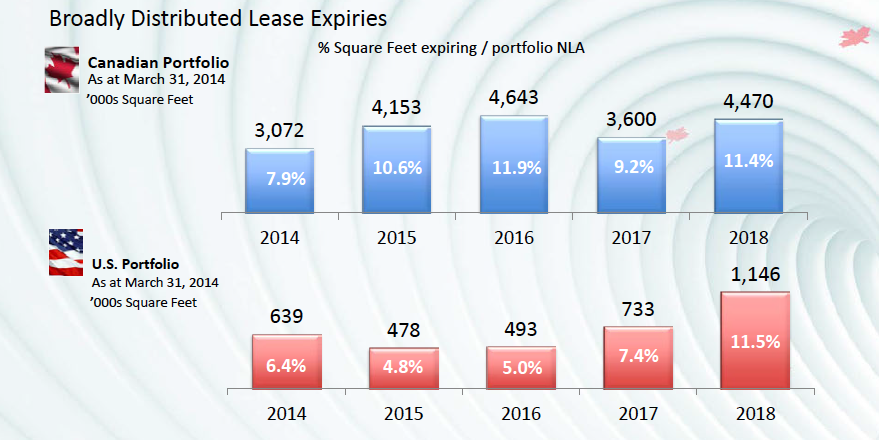 Broadly Distributed Lease Expiries
% Square Feet expiring / portfolio NLA
Canadian Portfolio
As at March 31, 2014
’000s Square Feet
3,072 4,153 4,643 3,600 4,470
7.9% 10.6% 11.9% 9.2% 11.4%
2014 2015 2016 2017 2018
U.S. Portfolio
As at March 31, 2014
’000s Square Feet
639 478 493 733 1,146
6.4% 4.8% 5.0% 7.4% 11.5%
2014 2015 2016 2017 2018